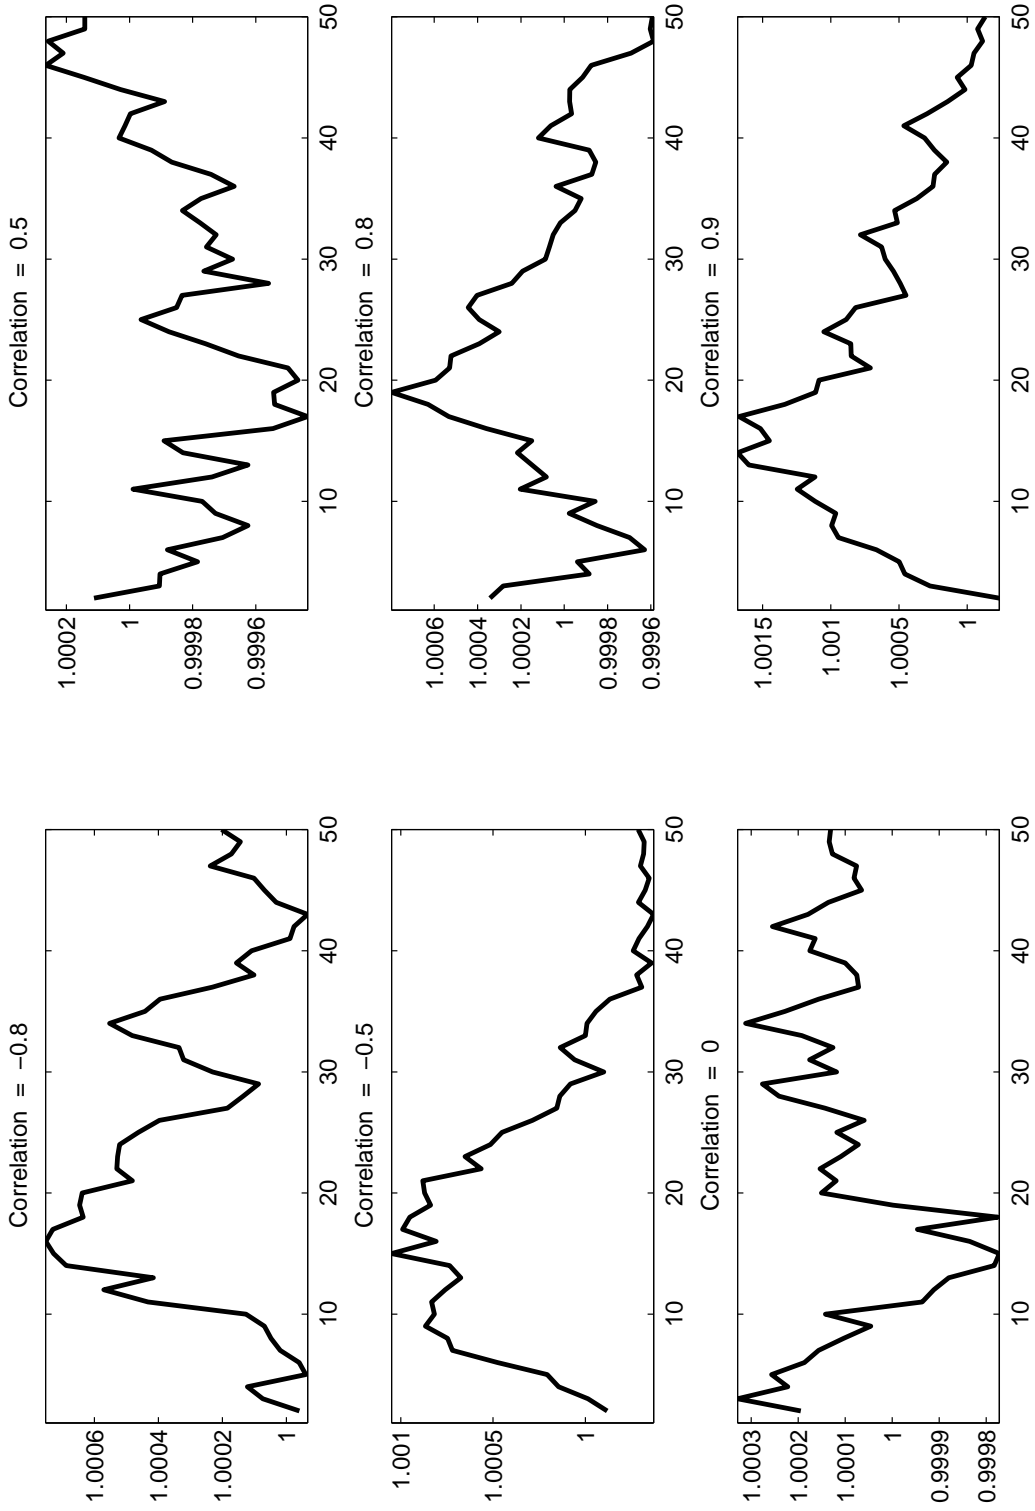 Correlation = −0.8
1.0006
1.0004
1.0002
1
10 20 30 40 50
Correlation = 0.5
1.0002
1
0.9998
0.9996
10 20 30 40 50
Correlation = −0.5
1.001
1.0005
1
10 20 30 40 50
Correlation = 0.8
1.0006
1.0004
1.0002
1
0.9998
0.9996
10 20 30 40 50
Correlation = 0
1.0003
1.0002
1.0001
1
0.9999
0.9998
10 20 30 40 50
Correlation = 0.9
1.0015
1.001
1.0005
1
10 20 30 40 50